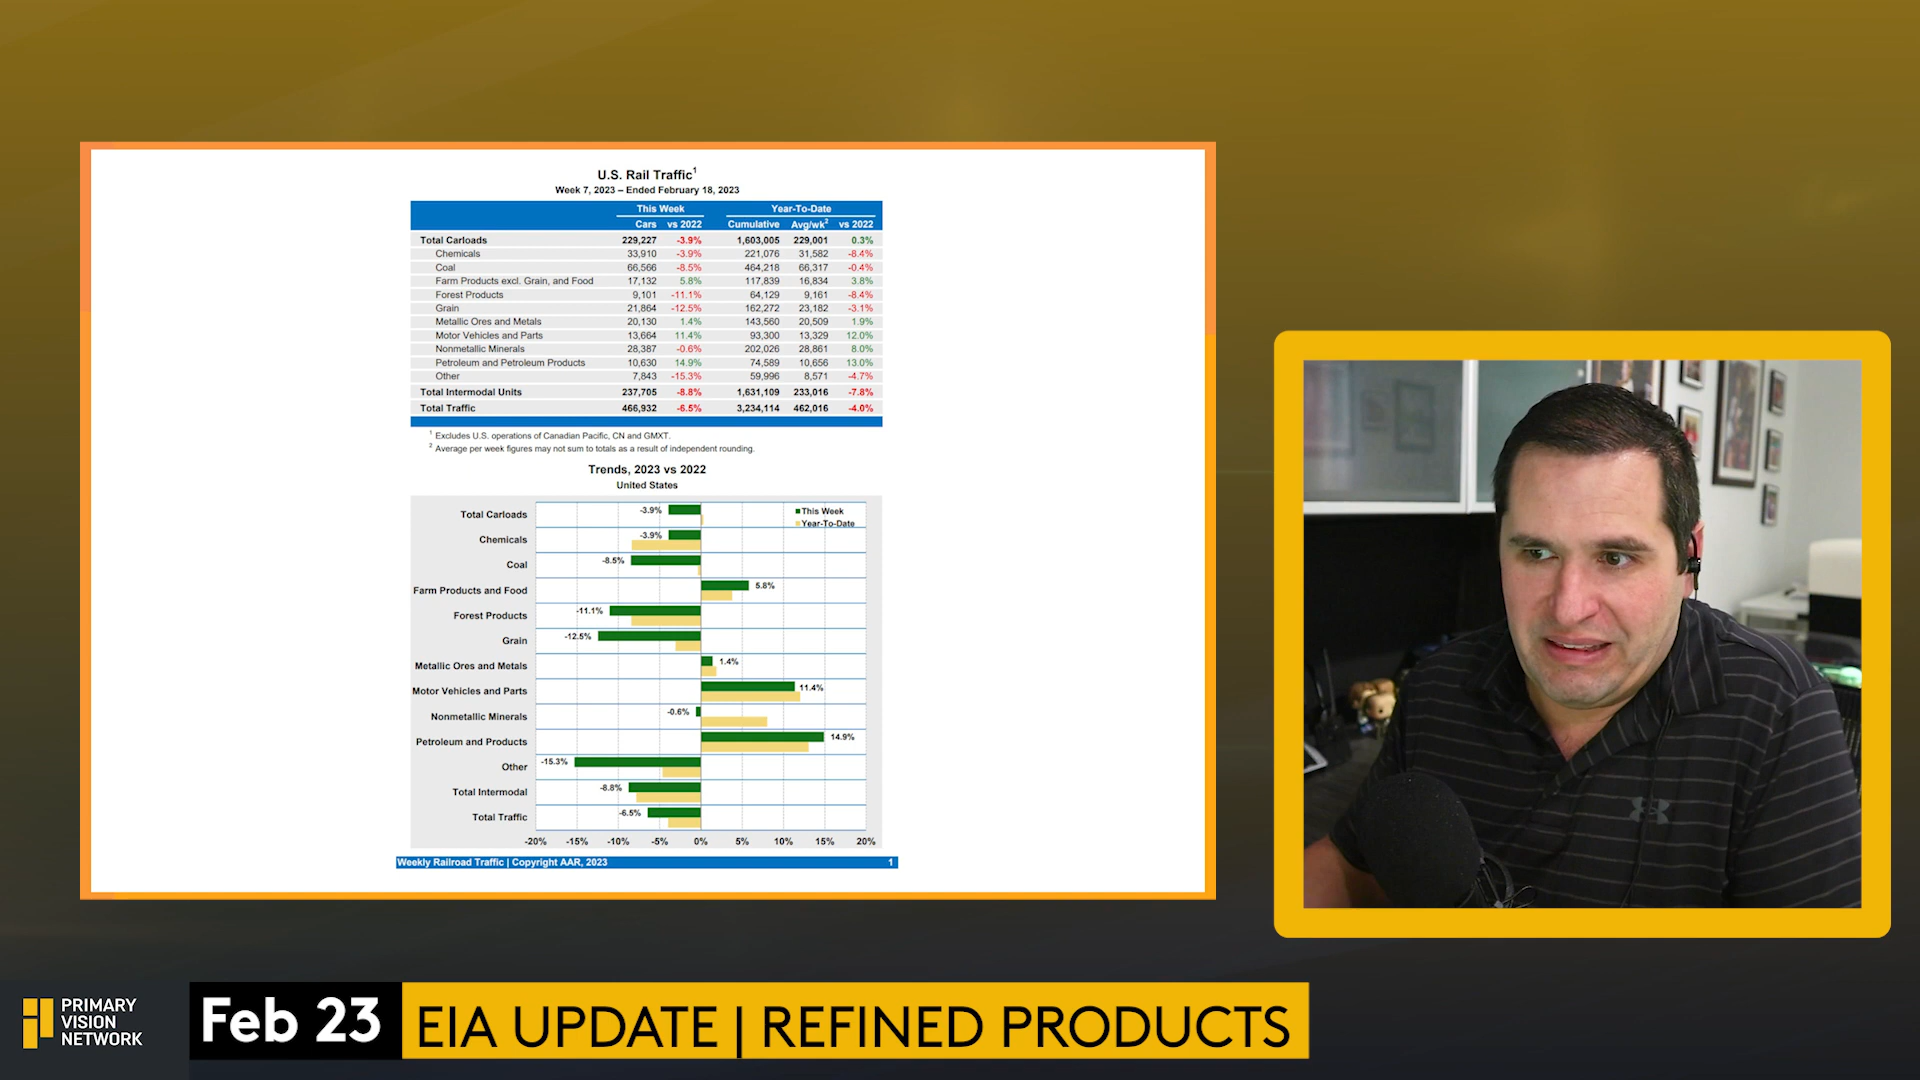 U.S. Rail Traffic1
Week 7, 2023 – Ended February 18, 2023
This Week Year-To-Date
Cars vs 2022 Cumulative Avg/wk2 vs 2022
Total Carloads 229,227 -3.9% 1,603,005 229,001 0.3%
Chemicals 33,910 -3.9% 221,076 31,582 -8.4%
Coal 66,566 -8.5% 464,218 66,317 -0.4%
Farm Products excl. Grain, and Food 17,132 5.8% 117,839 16,834 3.8%
Forest Products 9,101 -11.1% 64,129 9,161 -8.4%
Grain 21,864 -12.5% 162,272 23,182 -3.1%
Metallic Ores and Metals 20,130 1.4% 143,560 20,509 1.9%
Motor Vehicles and Parts 13,664 11.4% 93,300 13,329 12.0%
Nonmetallic Minerals 28,387 -0.6% 202,026 28,861 8.0%
Petroleum and Petroleum Products 10,630 14.9% 74,589 10,656 13.0%
Other 7,843 -15.3% 59,996 8,571 -4.7%
Total Intermodal Units 237,705 -8.8% 1,631,109 233,016 -7.8%
Total Traffic 466,932 -6.5% 3,234,114 462,016 -4.0%
1 Excludes U.S. operations of Canadian Pacific, CN and GMXT.
2 Average per week figures may not sum to totals as a result of independent rounding.
Trends, 2023 vs 2022
United States
This Week
Year-To-Date
Total Carloads -3.9%
Chemicals -3.9%
Coal -8.5%
Farm Products and Food 5.8%
Forest Products -11.1%
Grain -12.5%
Metallic Ores and Metals 1.4%
Motor Vehicles and Parts 11.4%
Nonmetallic Minerals -0.6%
Petroleum and Products 14.9%
Other -15.3%
Total Intermodal -8.8%
Total Traffic -6.5%
-20% -15% -10% -5% 0% 5% 10% 15% 20%
Weekly Railroad Traffic | Copyright AAR, 2023 1
PRIMARY
VISION
NETWORK
Feb 23
EIA UPDATE | REFINED PRODUCTS